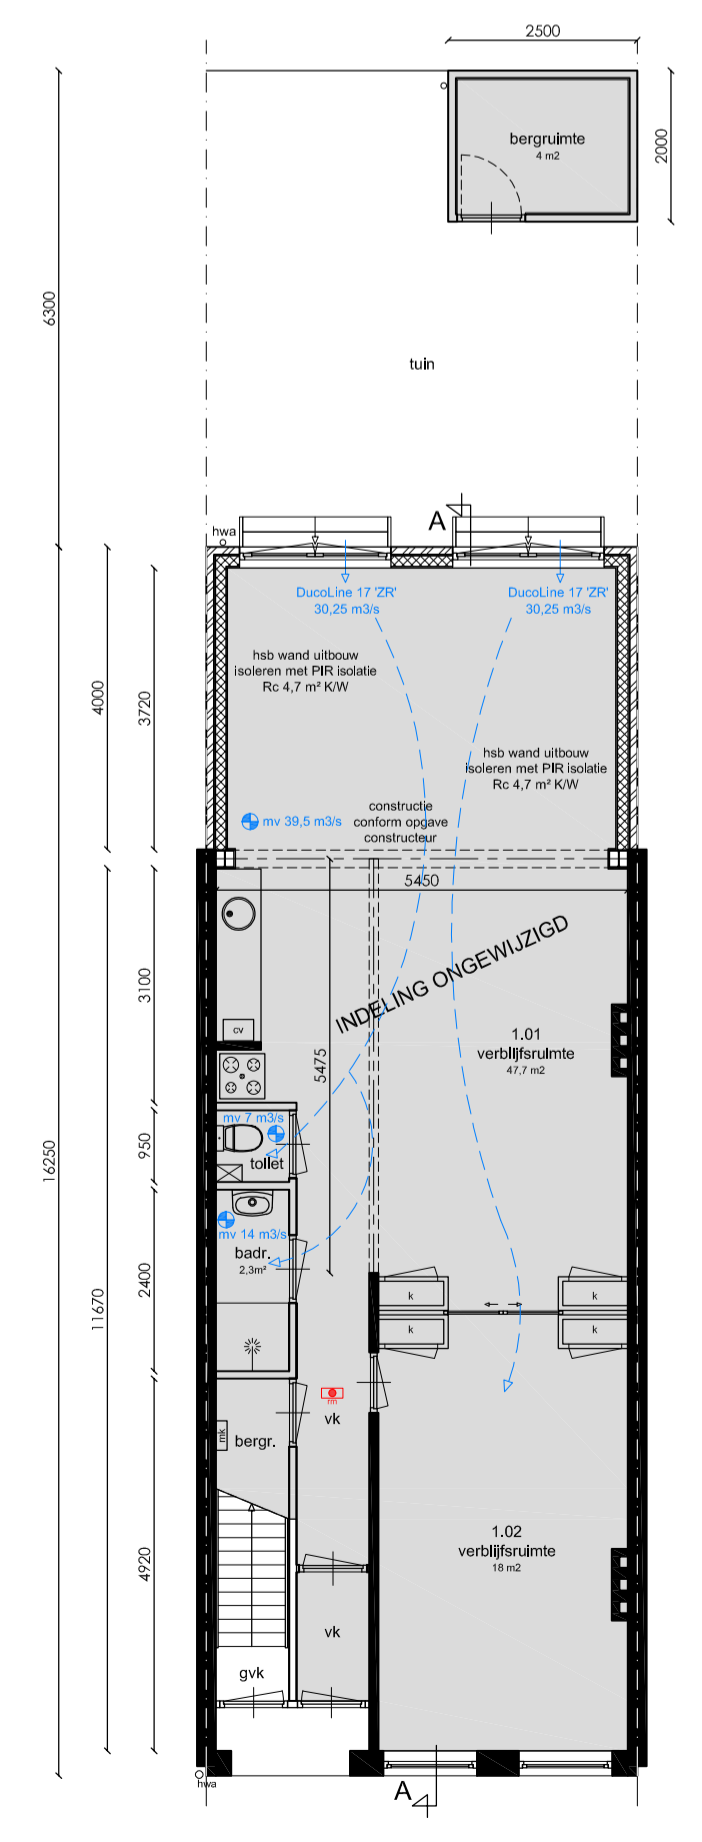 2500
bergruimte
4 m2
2000
6300
tuin
A
hwa
DucoLine 17 'ZR'
30,25 m3/s
DucoLine 17 'ZR'
30,25 m3/s
hsb wand uitbouw
isoleren met PIR isolatie
Rc 4,7 m² K/W
4000
3720
hsb wand uitbouw
isoleren met PIR isolatie
Rc 4,7 m² K/W
constructie
conform opgave
constructeur
mv 39,5 m3/s
5450
INDELING ONGEWIJZIGD
3100
cv
1.01
verblijfsruimte
47,7 m2
5475
mv 7 m3/s
toilet
950
16250
mv 14 m3/s
badr.
2,3m²
2400
11670
k
k
k
k
rm
vk
mk
bergr.
1.02
verblijfsruimte
18 m2
4920
vk
gvk
hwa
A